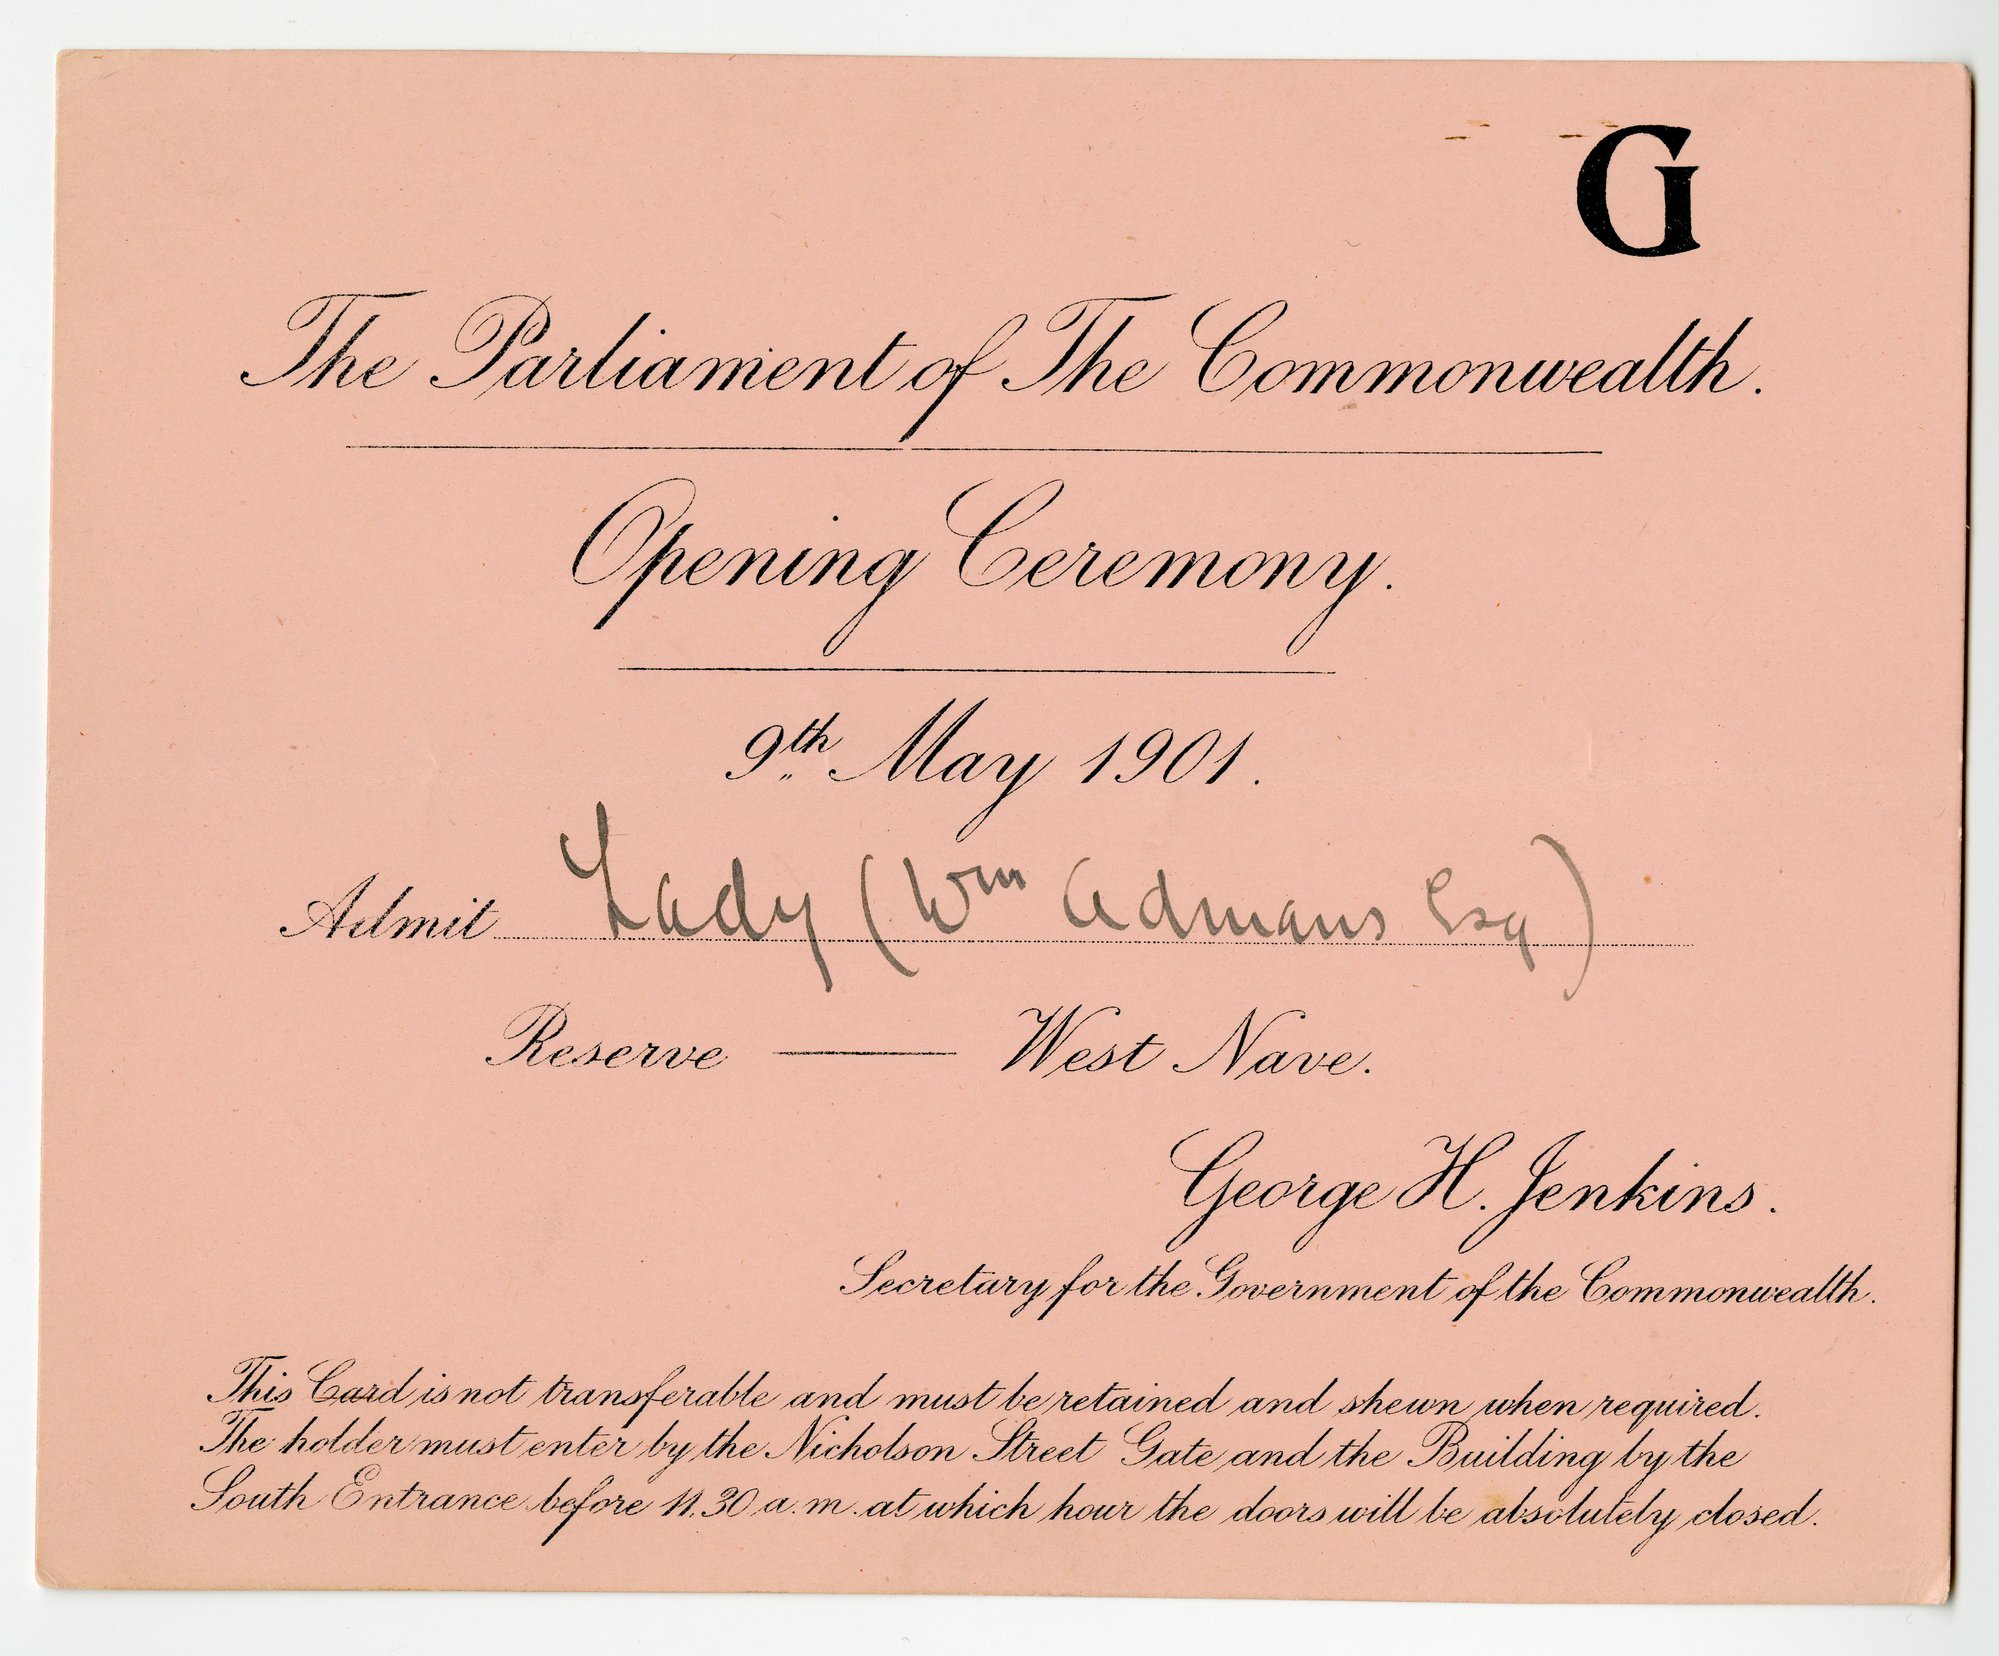 G
The Parliament of The Commonwealth.
Opening Ceremony.
9th May 1901.
Admit Lady (Wm Admans Esq)
Reserve — West Nave.
George H. Jenkins.
Secretary for the Government of the Commonwealth.
This Card is not transferable and must be retained and shewn when required.
The holder must enter by the Nicholson Street Gate and the Building by the
South Entrance before 11.30 a.m. at which hour the doors will be absolutely closed.